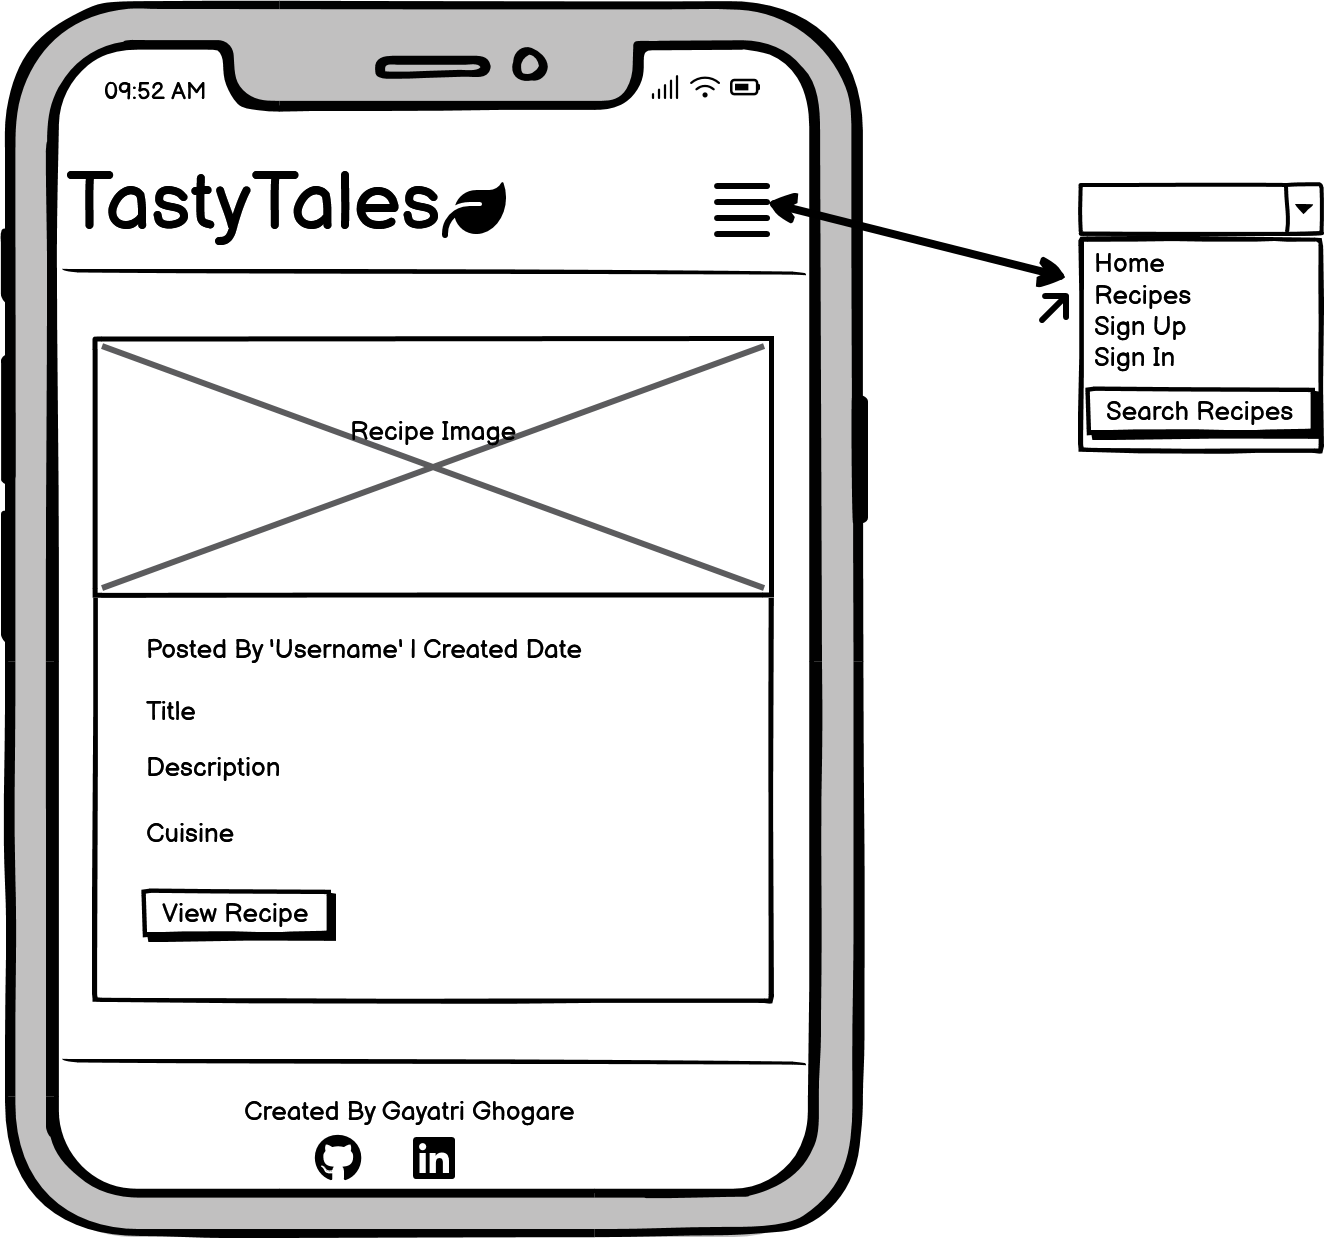 09:52 AM
TastyTales
Recipe Image
Posted By 'Username' | Created Date
Title
Description
Cuisine
View Recipe
Created By Gayatri Ghogare
in
Home
Recipes
Sign Up
Sign In
Search Recipes